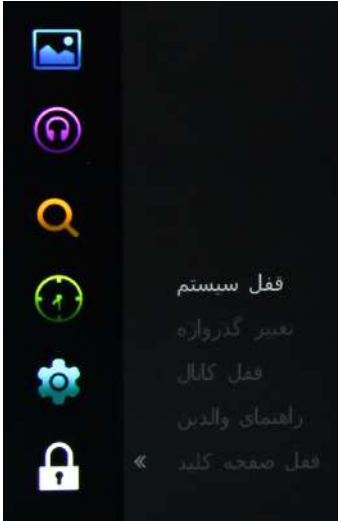 قفل سیستم
تغییر گذرواژه
قفل کانال
راهنمای والدین
قفل صفحه کلید
»